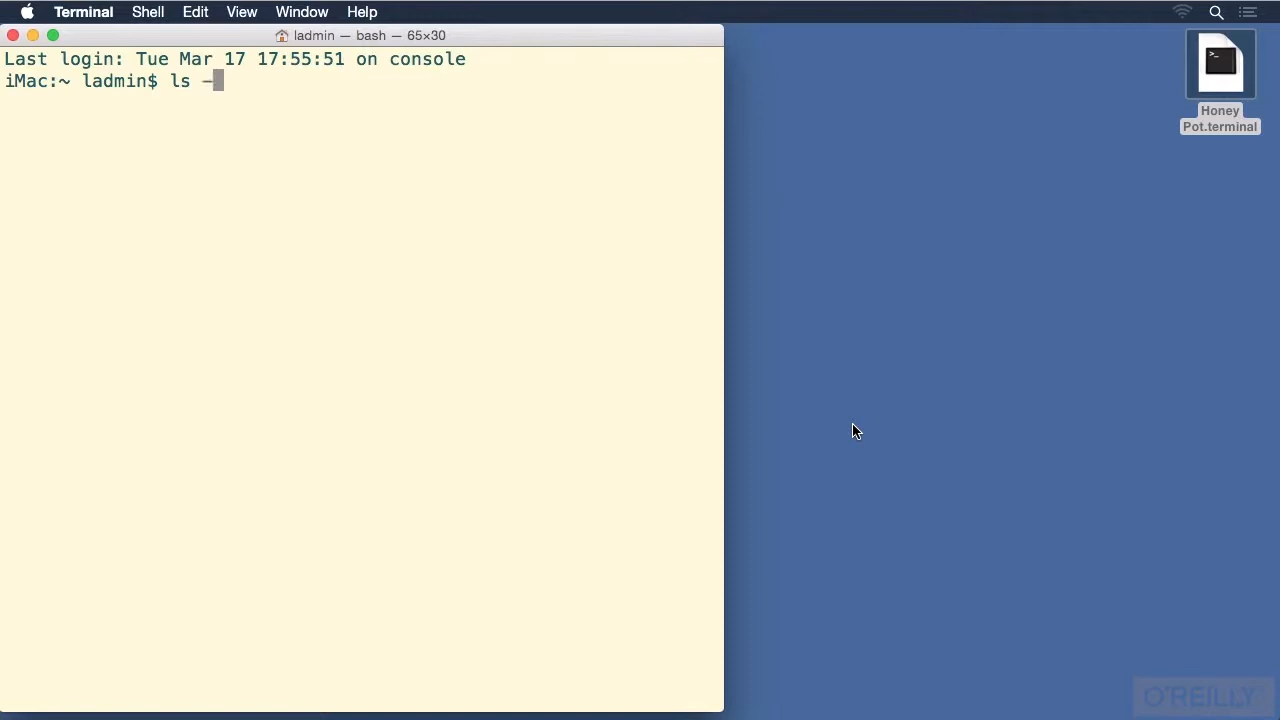 Terminal Shell Edit View Window Help
ladmin — bash — 65×30
Last login: Tue Mar 17 17:55:51 on console
iMac:~ ladmin$ ls -
Honey
Pot.terminal
O'REILLY